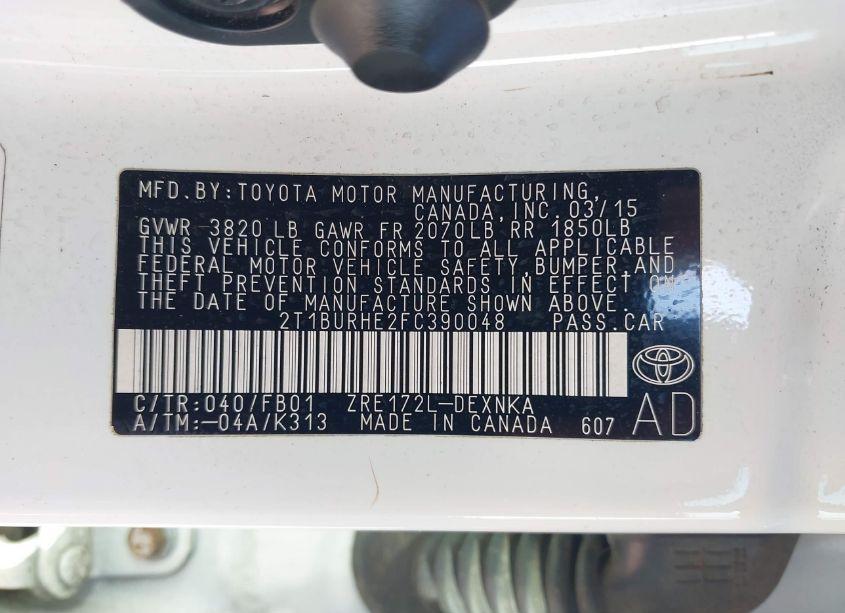 MFD. BY: TOYOTA MOTOR MANUFACTURING,
CANADA, INC. 03/15
GVWR 3820 LB GAWR FR 2070LB RR 1850LB
THIS VEHICLE CONFORMS TO ALL APPLICABLE
FEDERAL MOTOR VEHICLE SAFETY, BUMPER, AND
THEFT PREVENTION STANDARDS IN EFFECT ON
THE DATE OF MANUFACTURE SHOWN ABOVE.
2T1BURHE2FC390048 PASS. CAR
C/TR: 040/FB01 ZRE172L-DEXNKA
A/TM: -04A/K313 MADE IN CANADA 607 AD